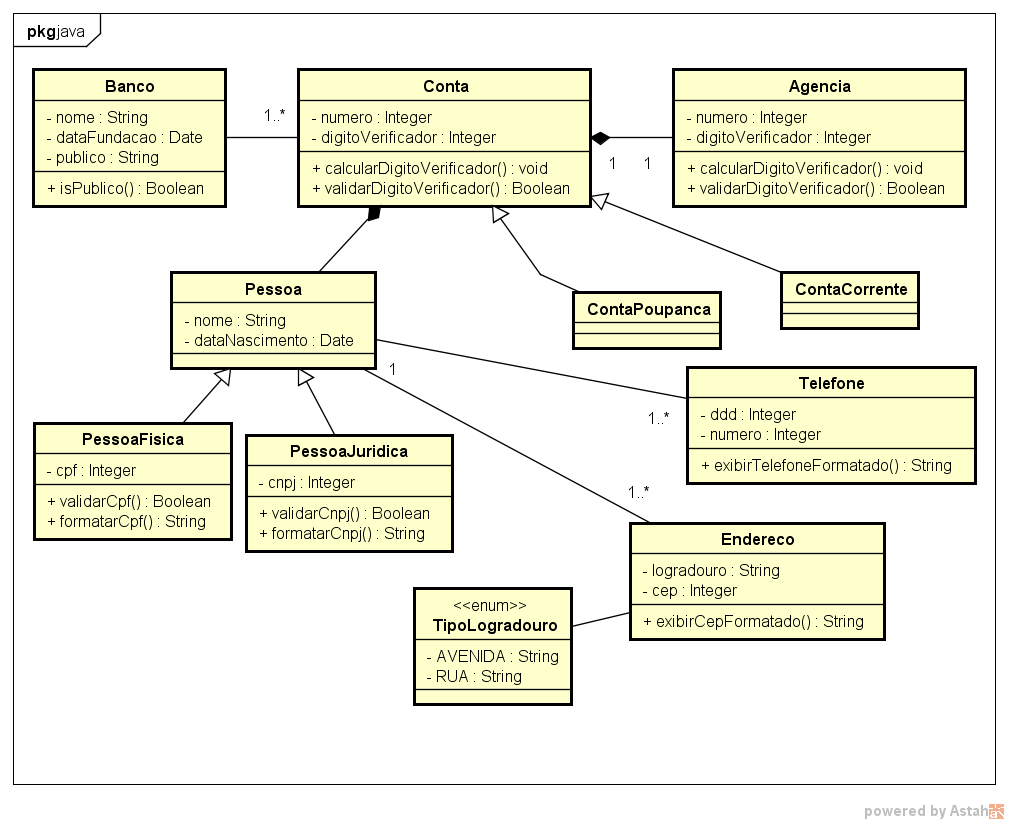 pkg java
Banco
- nome : String
- dataFundacao : Date
- publico : String
+ isPublico() : Boolean
1..*
Conta
- numero : Integer
- digitoVerificador : Integer
+ calcularDigitoVerificador() : void
+ validarDigitoVerificador() : Boolean
1
1
Agencia
- numero : Integer
- digitoVerificador : Integer
+ calcularDigitoVerificador() : void
+ validarDigitoVerificador() : Boolean
Pessoa
- nome : String
- dataNascimento : Date
ContaPoupanca
ContaCorrente
1
1..*
Telefone
- ddd : Integer
- numero : Integer
+ exibirTelefoneFormatado() : String
PessoaFisica
- cpf : Integer
+ validarCpf() : Boolean
+ formatarCpf() : String
PessoaJuridica
- cnpj : Integer
+ validarCnpj() : Boolean
+ formatarCnpj() : String
1..*
Endereco
- logradouro : String
- cep : Integer
+ exibirCepFormatado() : String
<<enum>>
TipoLogradouro
- AVENIDA : String
- RUA : String
powered by Astah